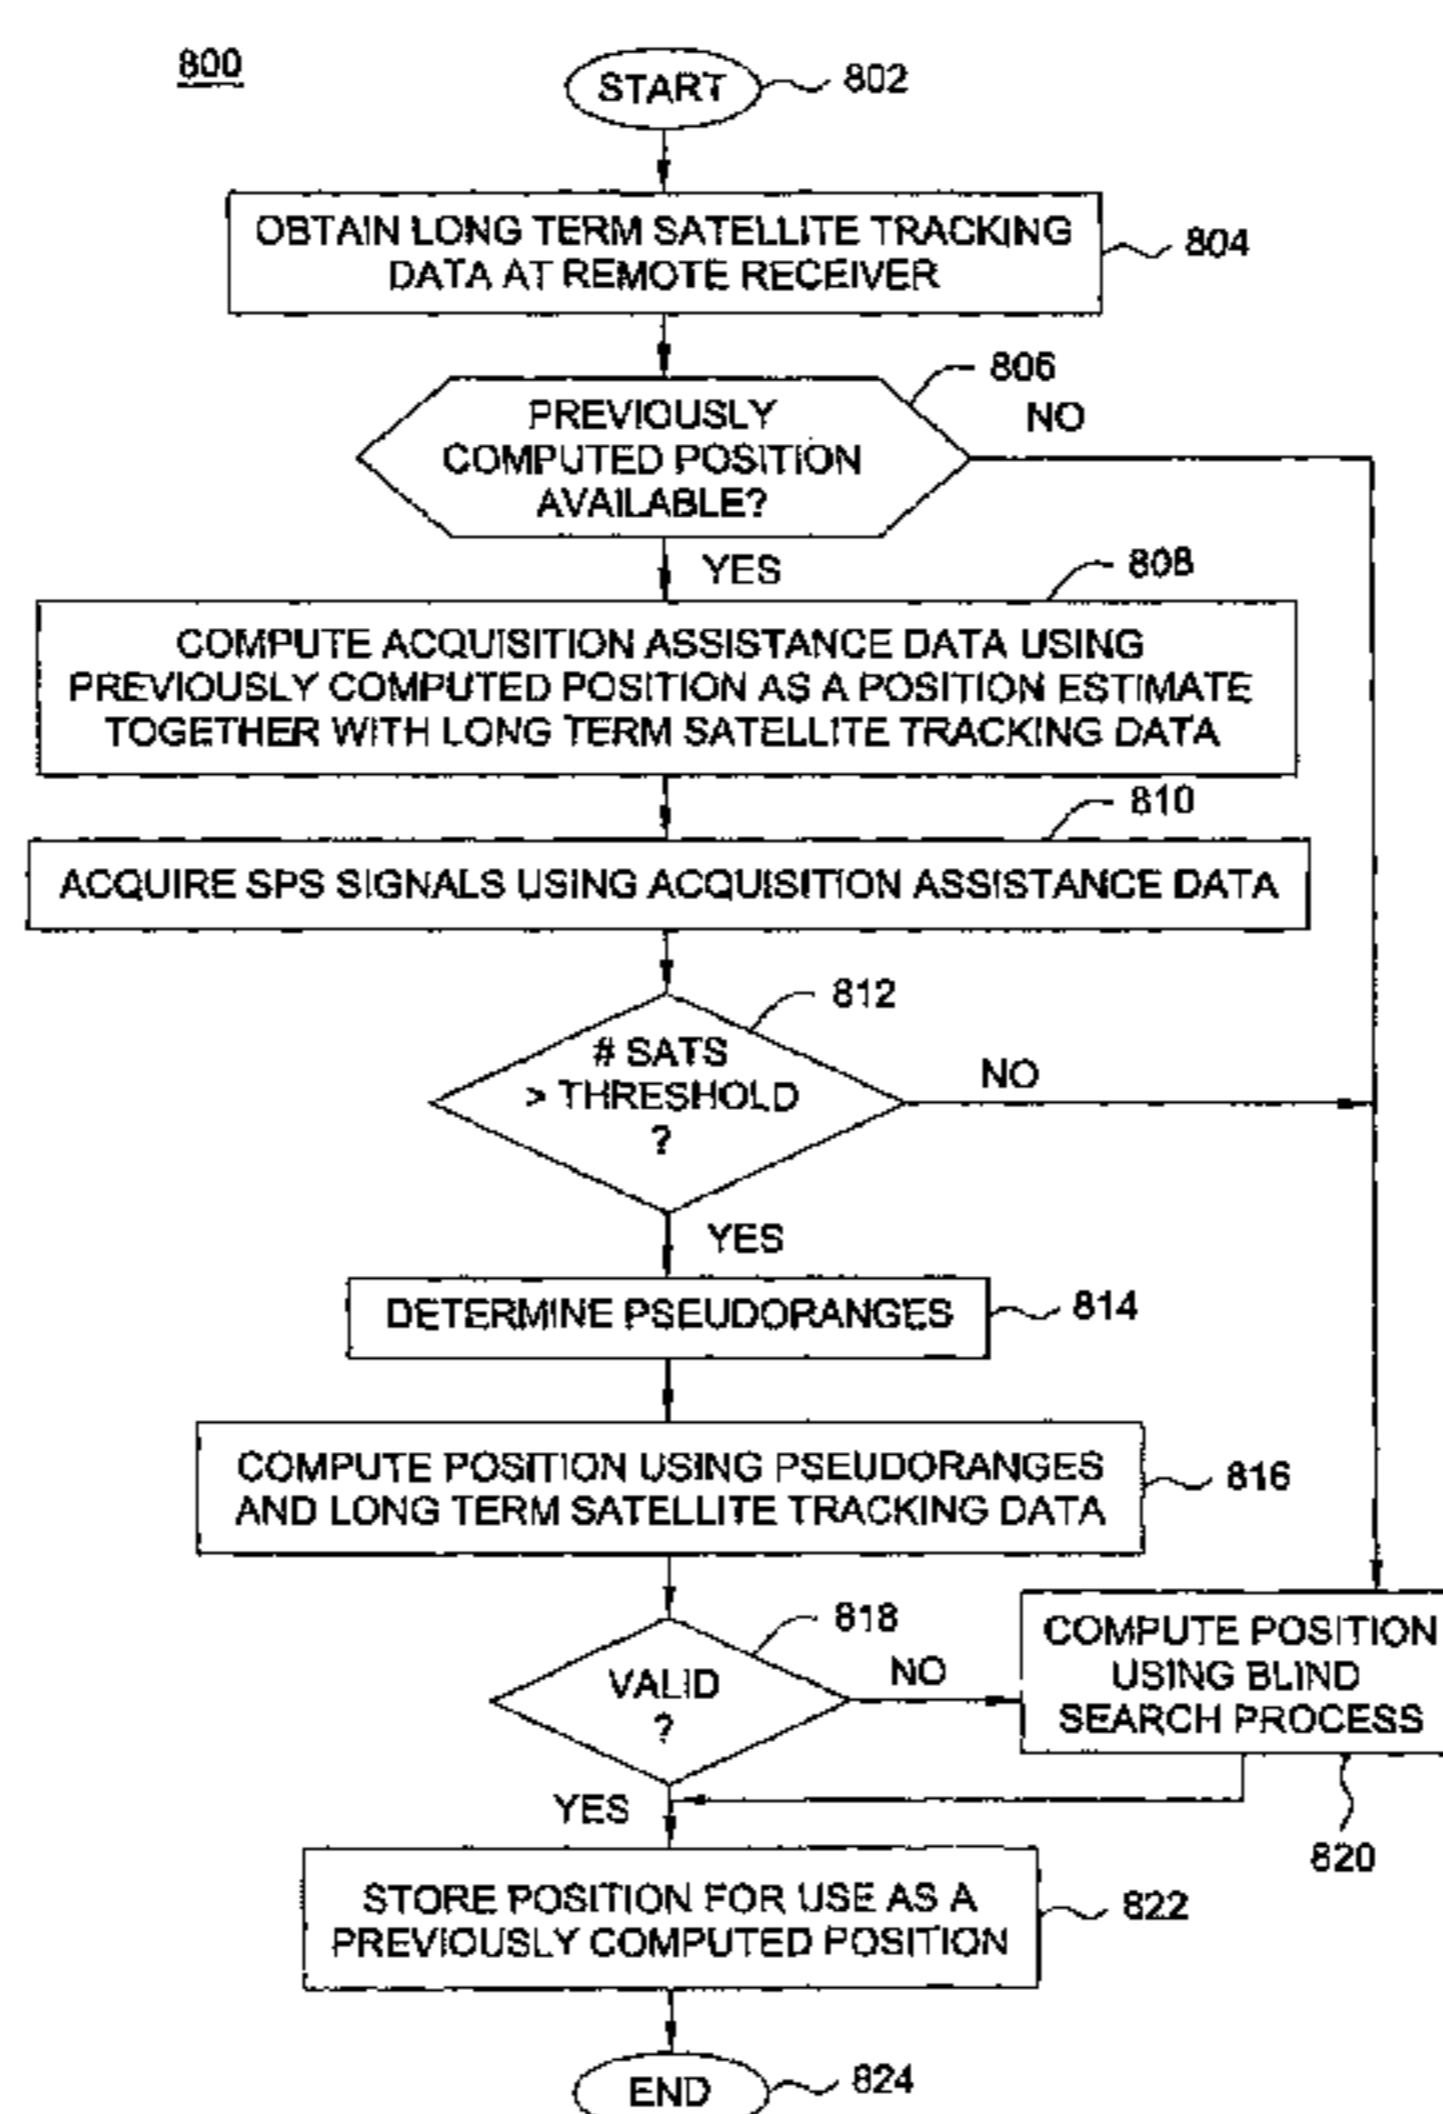 800
START
802
OBTAIN LONG TERM SATELLITE TRACKING
DATA AT REMOTE RECEIVER
804
806
PREVIOUSLY
COMPUTED POSITION
AVAILABLE?
NO
YES
808
COMPUTE ACQUISITION ASSISTANCE DATA USING
PREVIOUSLY COMPUTED POSITION AS A POSITION ESTIMATE
TOGETHER WITH LONG TERM SATELLITE TRACKING DATA
810
ACQUIRE SPS SIGNALS USING ACQUISITION ASSISTANCE DATA
812
# SATS
> THRESHOLD
?
NO
YES
DETERMINE PSEUDORANGES
814
COMPUTE POSITION USING PSEUDORANGES
AND LONG TERM SATELLITE TRACKING DATA
816
818
VALID
?
NO
COMPUTE POSITION
USING BLIND
SEARCH PROCESS
820
YES
STORE POSITION FOR USE AS A
PREVIOUSLY COMPUTED POSITION
822
END
824